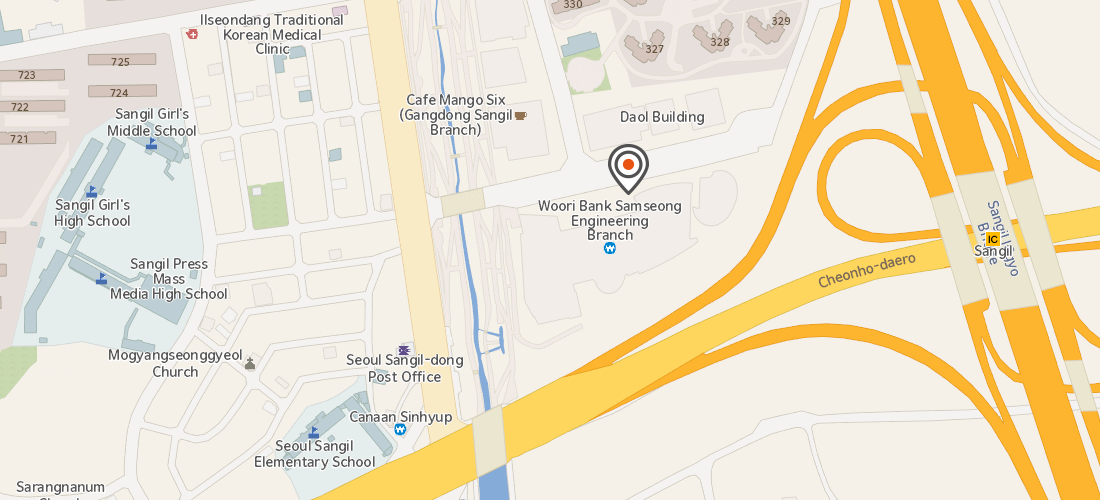 Ilseondang Traditional
Korean Medical
Clinic
330
329
328
327
725
723
724
722
721
Cafe Mango Six
(Gangdong Sangil
Branch)
Sangil Girl's
Middle School
Daol Building
Sangil Girl's
High School
Woori Bank Samseong
Engineering
Branch
IC
Sangil
Cheonho-daero
Sangil Press
Mass
Media High School
Mogyangseonggyeol
Church
Seoul Sangil-dong
Post Office
Canaan Sinhyup
Seoul Sangil
Elementary School
Sarangnanum